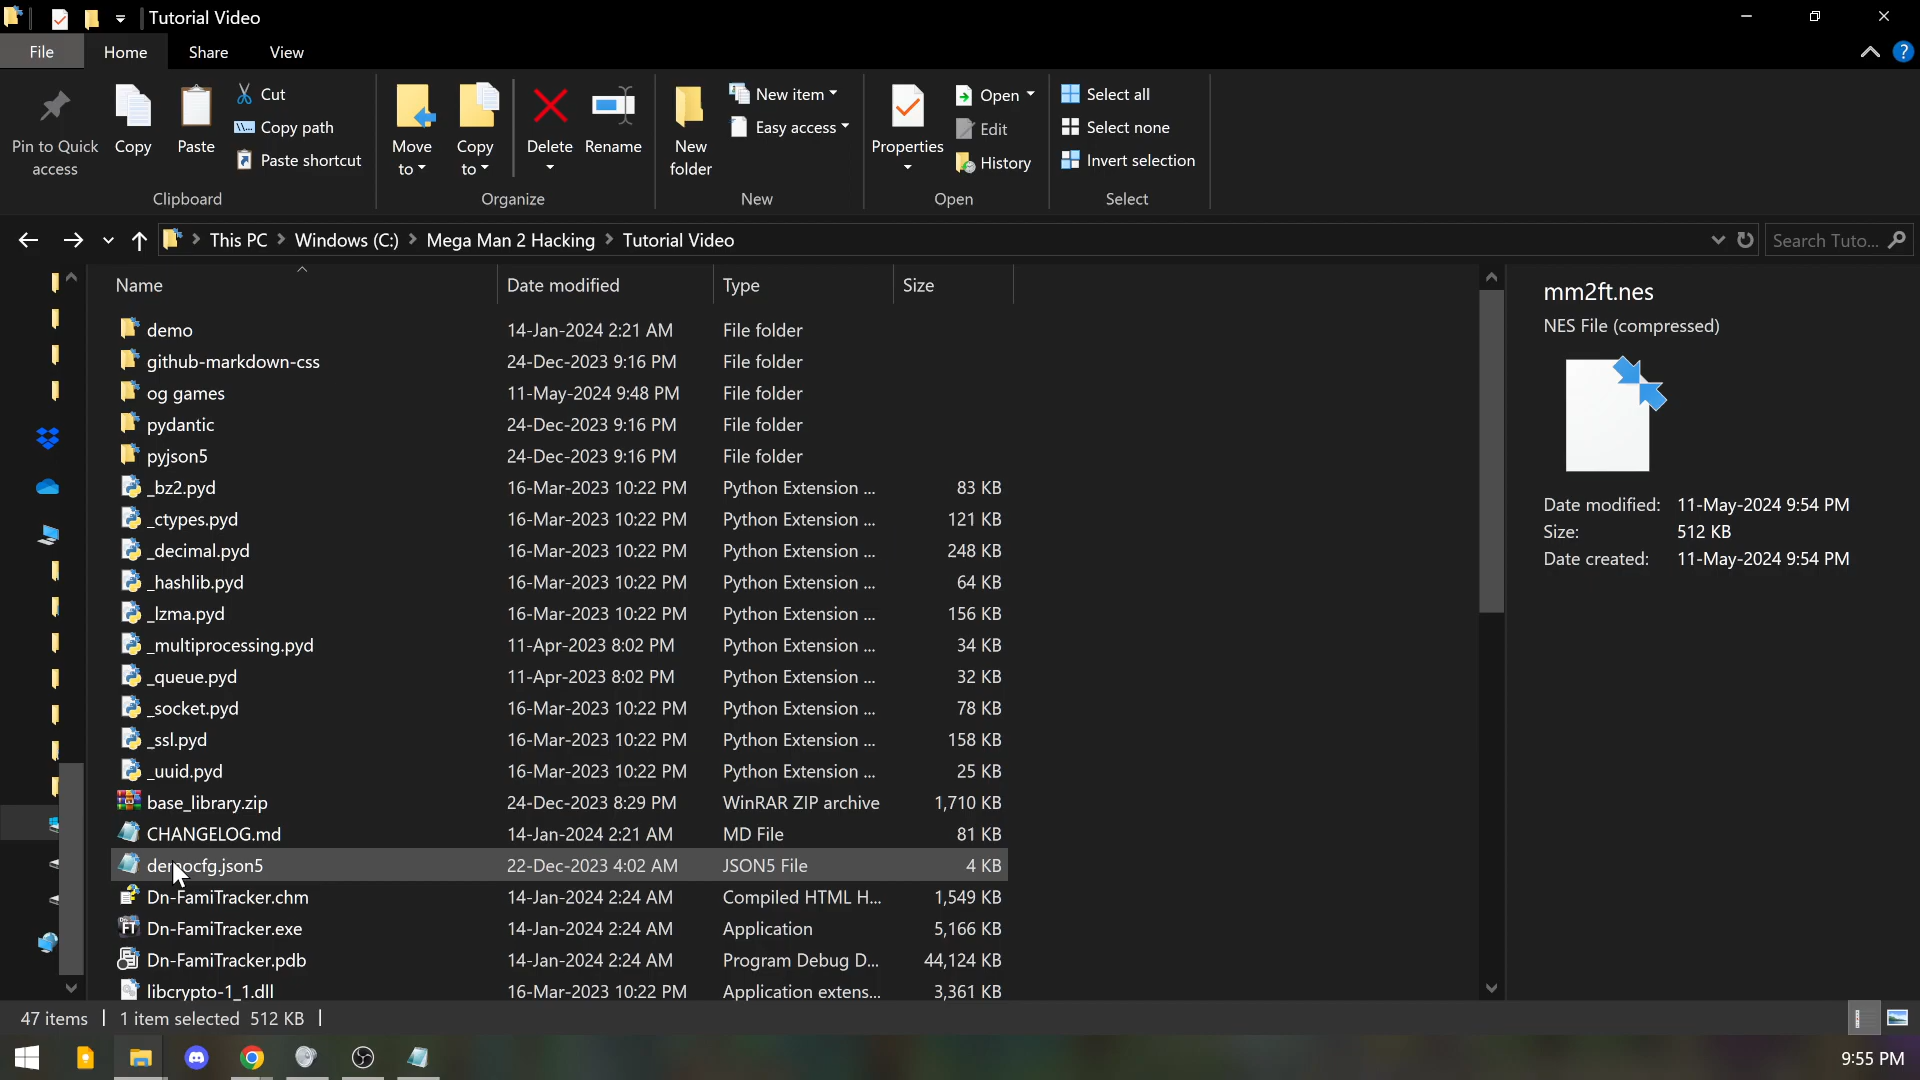 Tutorial Video
File Home Share View
Pin to Quick access
Copy
Paste
Cut
Copy path
Paste shortcut
Clipboard
Move to
Copy to
Delete
Rename
Organize
New folder
New item
Easy access
New
Properties
Open
Edit
History
Open
Select all
Select none
Invert selection
Select
This PC > Windows (C:) > Mega Man 2 Hacking > Tutorial Video
Search Tuto...
Name Date modified Type Size
demo 14-Jan-2024 2:21 AM File folder
github-markdown-css 24-Dec-2023 9:16 PM File folder
og games 11-May-2024 9:48 PM File folder
pydantic 24-Dec-2023 9:16 PM File folder
pyjson5 24-Dec-2023 9:16 PM File folder
_bz2.pyd 16-Mar-2023 10:22 PM Python Extension ... 83 KB
_ctypes.pyd 16-Mar-2023 10:22 PM Python Extension ... 121 KB
_decimal.pyd 16-Mar-2023 10:22 PM Python Extension ... 248 KB
_hashlib.pyd 16-Mar-2023 10:22 PM Python Extension ... 64 KB
_lzma.pyd 16-Mar-2023 10:22 PM Python Extension ... 156 KB
_multiprocessing.pyd 11-Apr-2023 8:02 PM Python Extension ... 34 KB
_queue.pyd 11-Apr-2023 8:02 PM Python Extension ... 32 KB
_socket.pyd 16-Mar-2023 10:22 PM Python Extension ... 78 KB
_ssl.pyd 16-Mar-2023 10:22 PM Python Extension ... 158 KB
_uuid.pyd 16-Mar-2023 10:22 PM Python Extension ... 25 KB
base_library.zip 24-Dec-2023 8:29 PM WinRAR ZIP archive 1,710 KB
CHANGELOG.md 14-Jan-2024 2:21 AM MD File 81 KB
democfg.json5 22-Dec-2023 4:02 AM JSON5 File 4 KB
Dn-FamiTracker.chm 14-Jan-2024 2:24 AM Compiled HTML H... 1,549 KB
Dn-FamiTracker.exe 14-Jan-2024 2:24 AM Application 5,166 KB
Dn-FamiTracker.pdb 14-Jan-2024 2:24 AM Program Debug D... 44,124 KB
libcrypto-1_1.dll 16-Mar-2023 10:22 PM Application extens... 3,361 KB
mm2ft.nes
NES File (compressed)
Date modified: 11-May-2024 9:54 PM
Size: 512 KB
Date created: 11-May-2024 9:54 PM
47 items 1 item selected 512 KB
9:55 PM